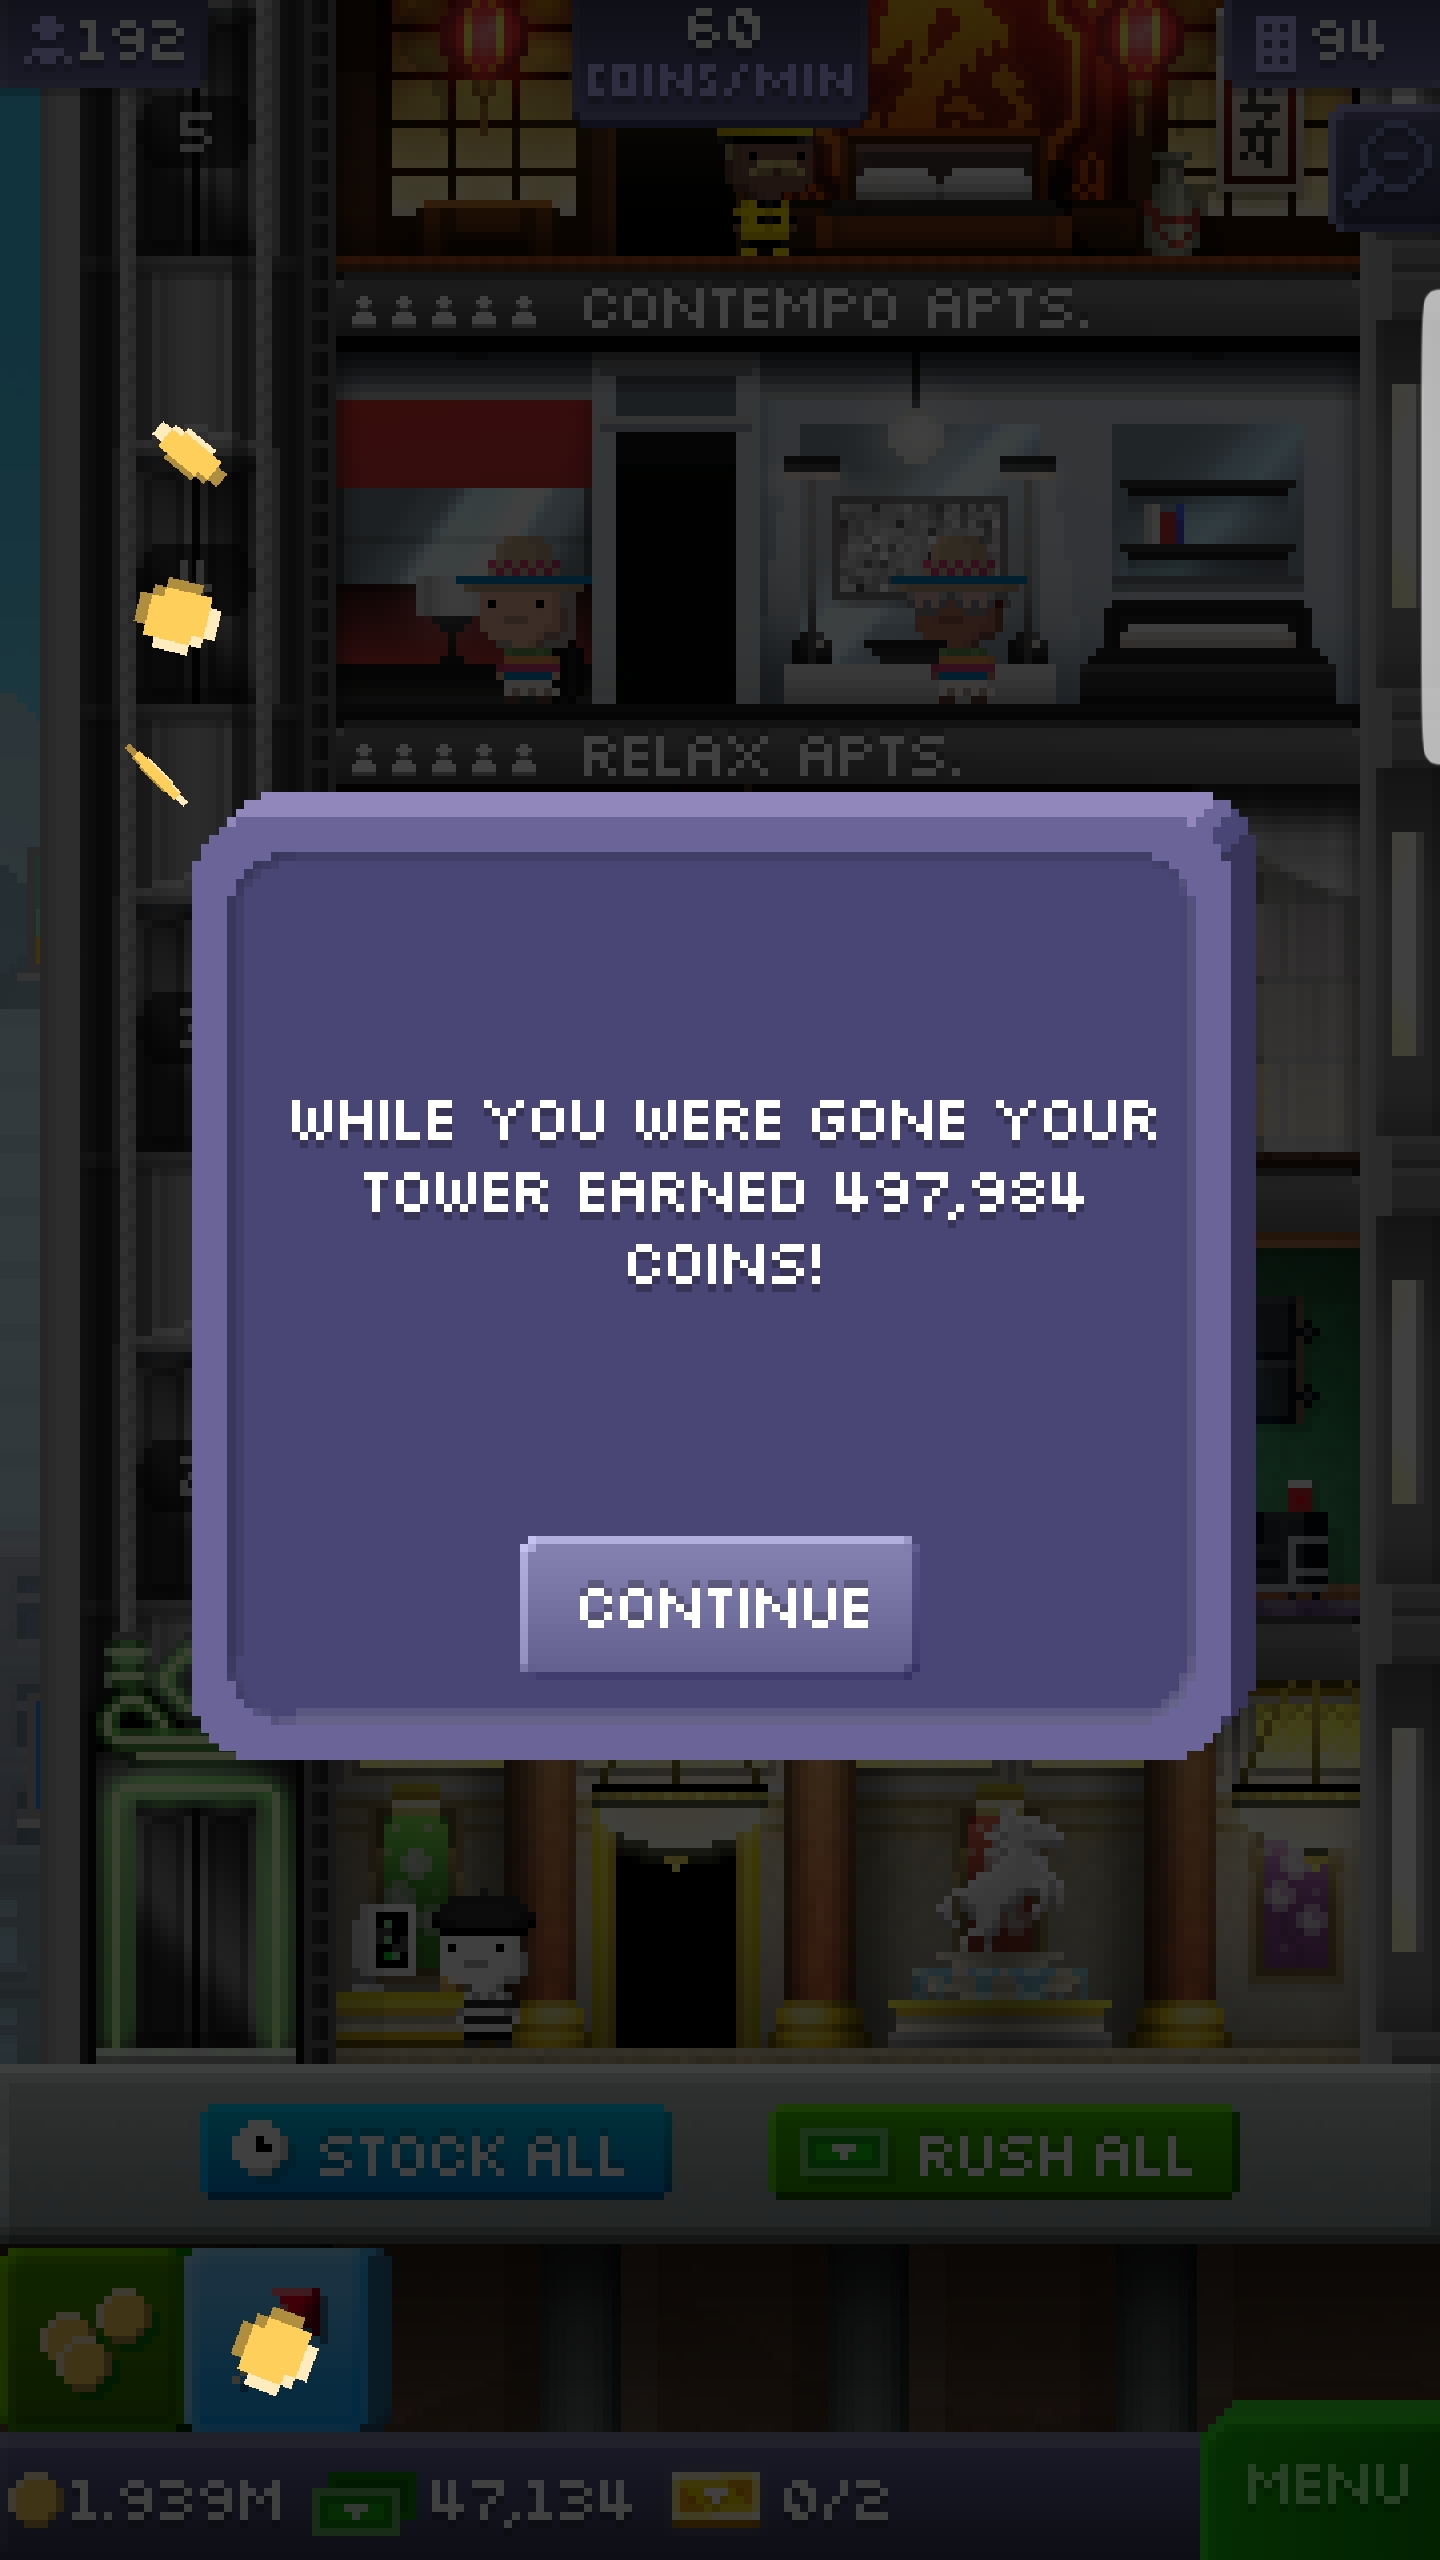 192
60
COINS/MIN
94
5
CONTEMPO APTS.
RELAX APTS.
WHILE YOU WERE GONE YOUR
TOWER EARNED 497,984
COINS!
CONTINUE
STOCK ALL
RUSH ALL
1.939M
47,134
0/2
MENU